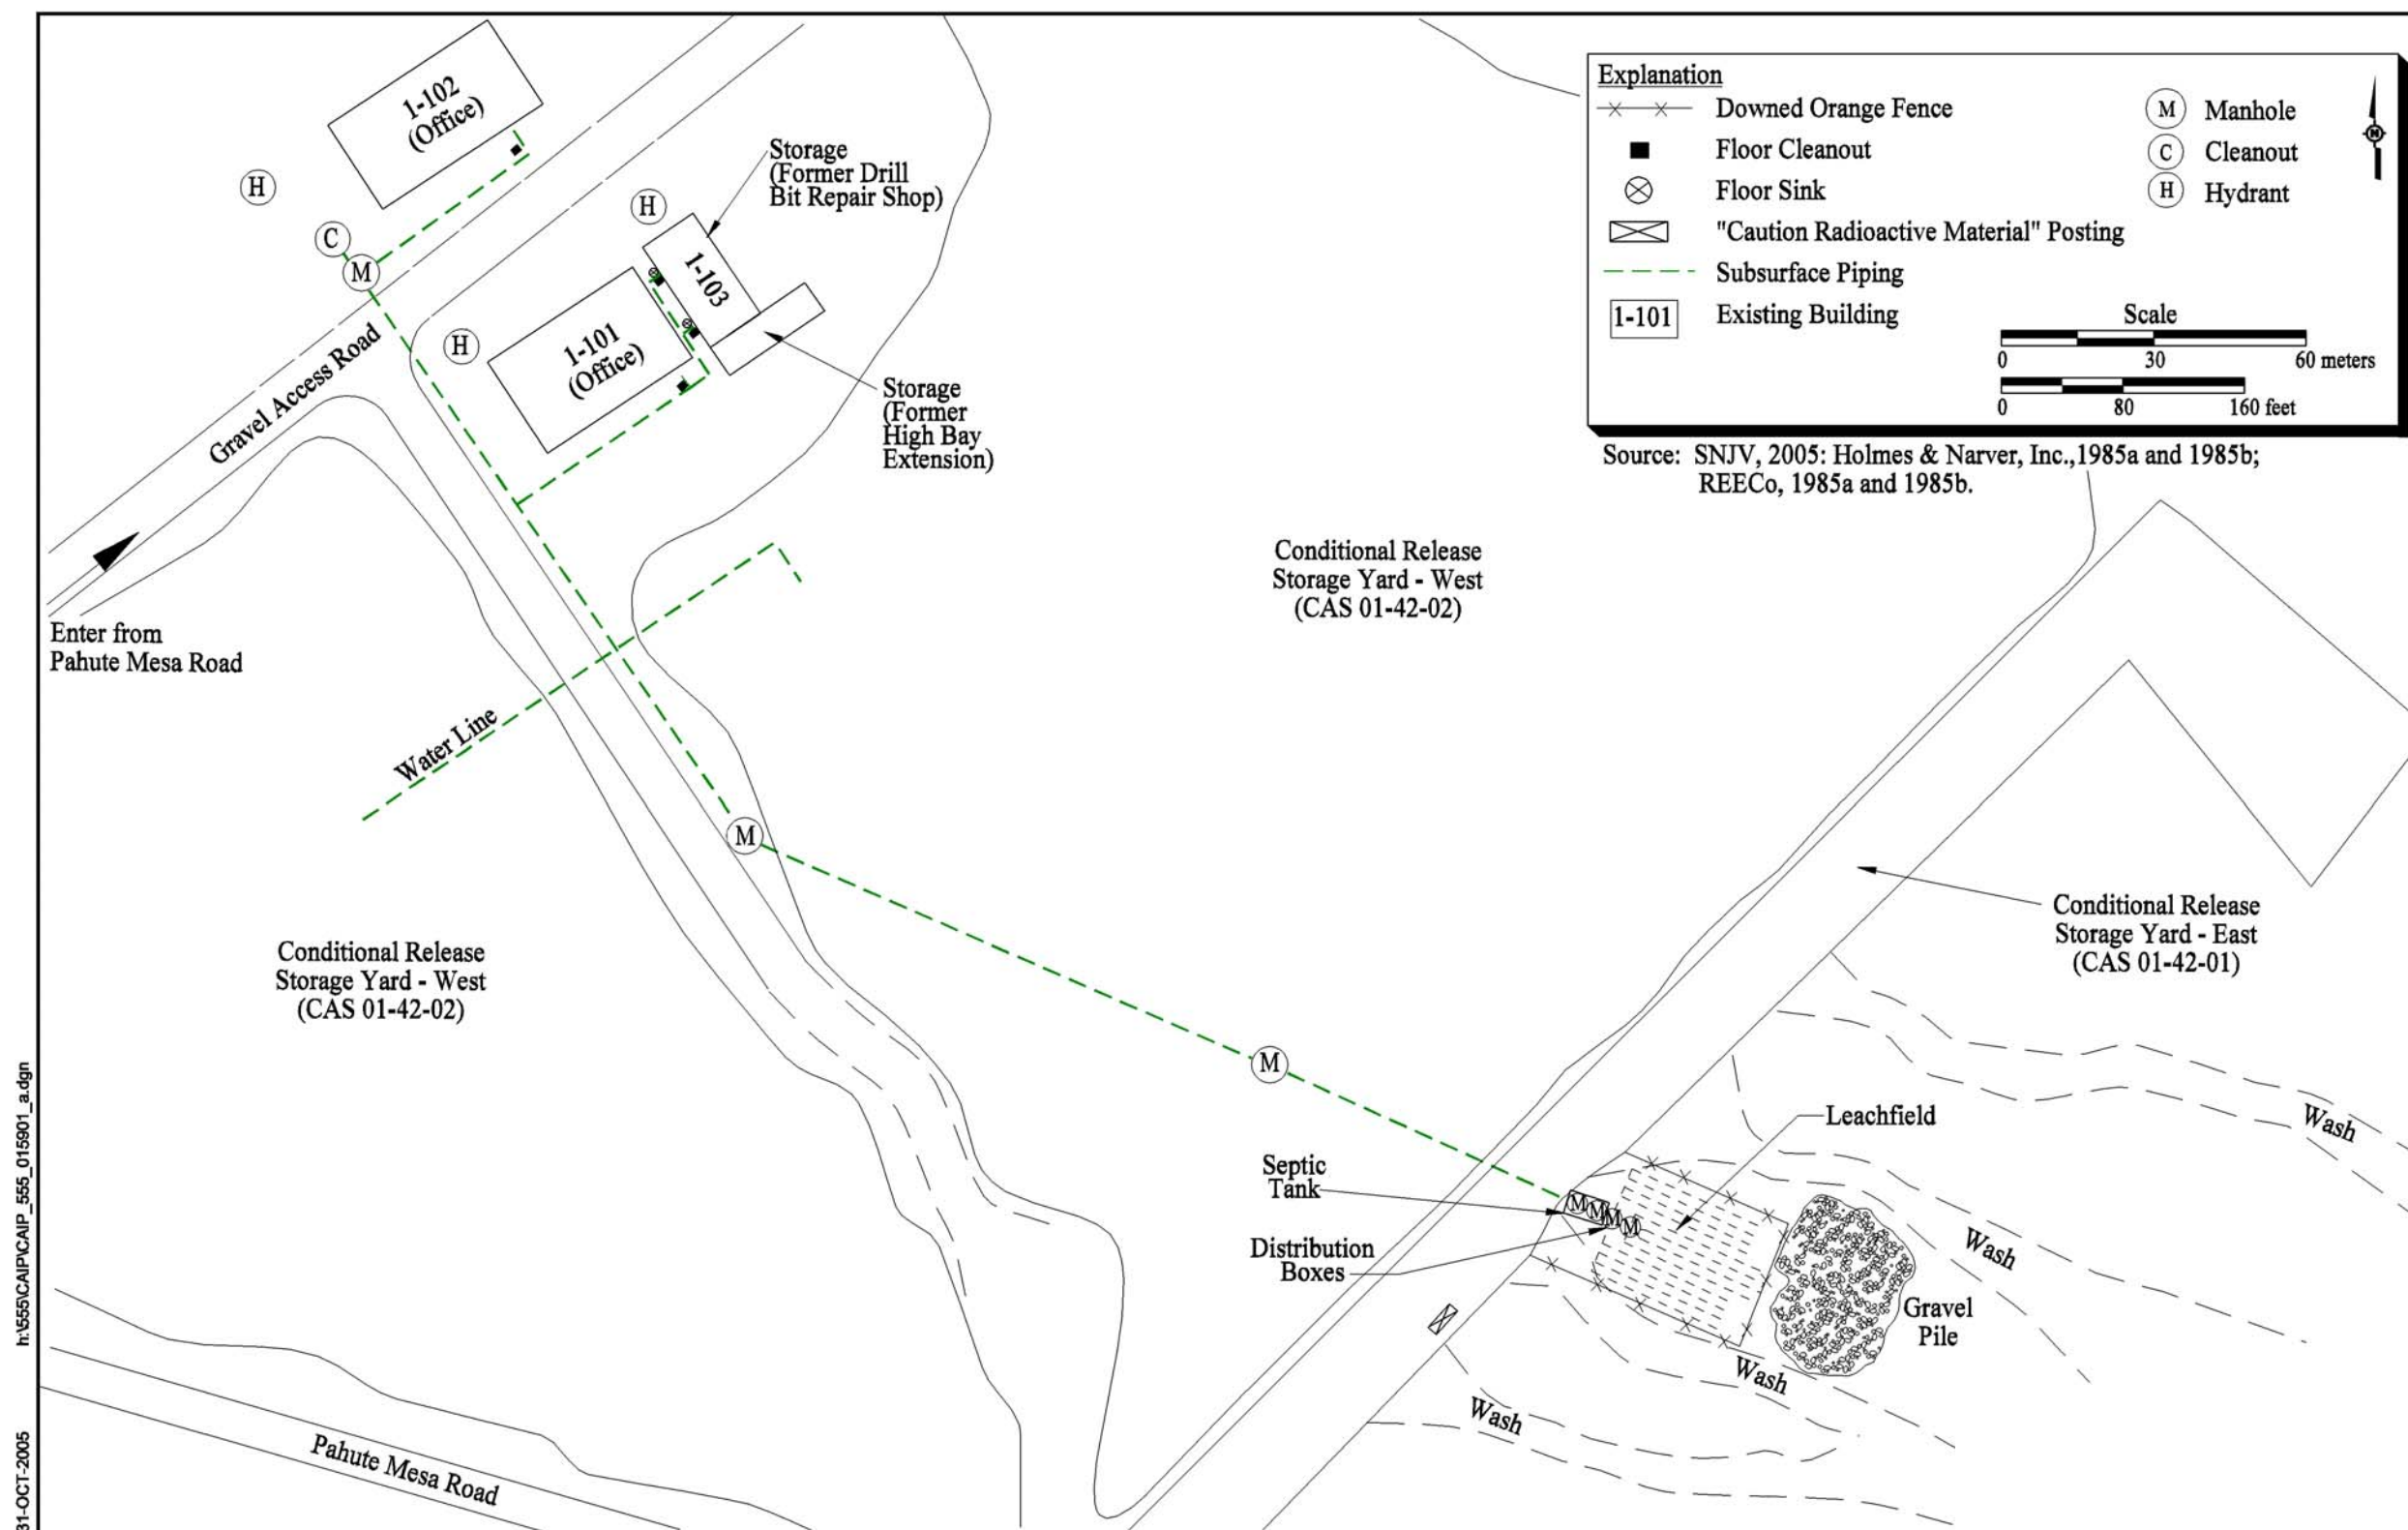 1-102
(Office)
H
C
M
H
Storage
(Former Drill
Bit Repair Shop)
1-103
H
1-101
(Office)
Gravel Access Road
Storage
(Former
High Bay
Extension)
Enter from
Pahute Mesa Road
Water Line
M
Explanation
Downed Orange Fence
Floor Cleanout
Floor Sink
"Caution Radioactive Material" Posting
Subsurface Piping
1-101 Existing Building
M Manhole
C Cleanout
H Hydrant
N
Scale
0 30 60 meters
0 80 160 feet
Source: SNJV, 2005: Holmes & Narver, Inc.,1985a and 1985b;
REECo, 1985a and 1985b.
Conditional Release
Storage Yard - West
(CAS 01-42-02)
Conditional Release
Storage Yard - East
(CAS 01-42-01)
Conditional Release
Storage Yard - West
(CAS 01-42-02)
M
Leachfield
Septic
Tank
M M M M
Distribution
Boxes
Wash
Wash
Gravel
Pile
Wash
Wash
Pahute Mesa Road
h:\555\CAIP\CAIP_555_015901_a.dgn
31-OCT-2005